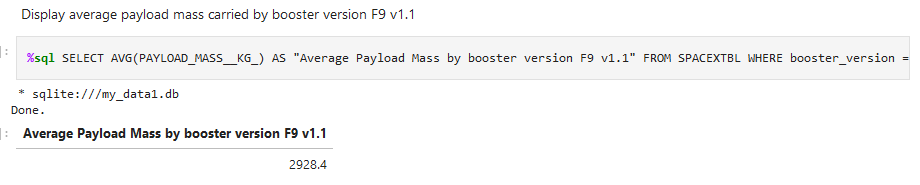 Display average payload mass carried by booster version F9 v1.1
]: %sql SELECT AVG(PAYLOAD_MASS__KG_) AS "Average Payload Mass by booster version F9 v1.1" FROM SPACEXTBL WHERE booster_version =
* sqlite:///my_data1.db
Done.
]: Average Payload Mass by booster version F9 v1.1
2928.4